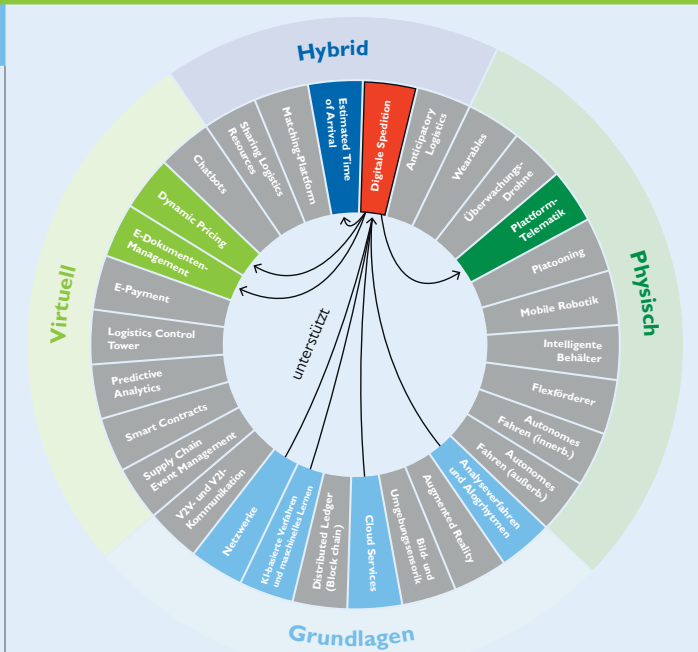 Hybrid
Estimated Time
of Arrival
Digitale Spedition
Anticipatory
Logistics
Wearables
Überwachungs-
Drohne
Plattform-
Telematik
Physisch
Platooning
Mobile Robotik
Intelligente
Behälter
Flexförderer
Autonomes
Fahren (innerb.)
Autonomes
Fahren (außerb.)
Analyseverfahren
und Alogrhytmen
Augmented Reality
Bild- und
Umgebungssensorik
Cloud Services
Distributed Ledger
(Block chain)
KI-basierte Verfahren
und maschinelles Lernen
Netzwerke
Grundlagen
V2V- und V2I-
Kommunikation
Supply Chain
Event Management
Smart Contracts
Predictive
Analytics
Logistics Control
Tower
E-Payment
Virtuell
E-Dokumenten-
Management
Dynamic Pricing
Chatbots
Sharing Logistics
Resources
Matching-Plattform
unterstützt